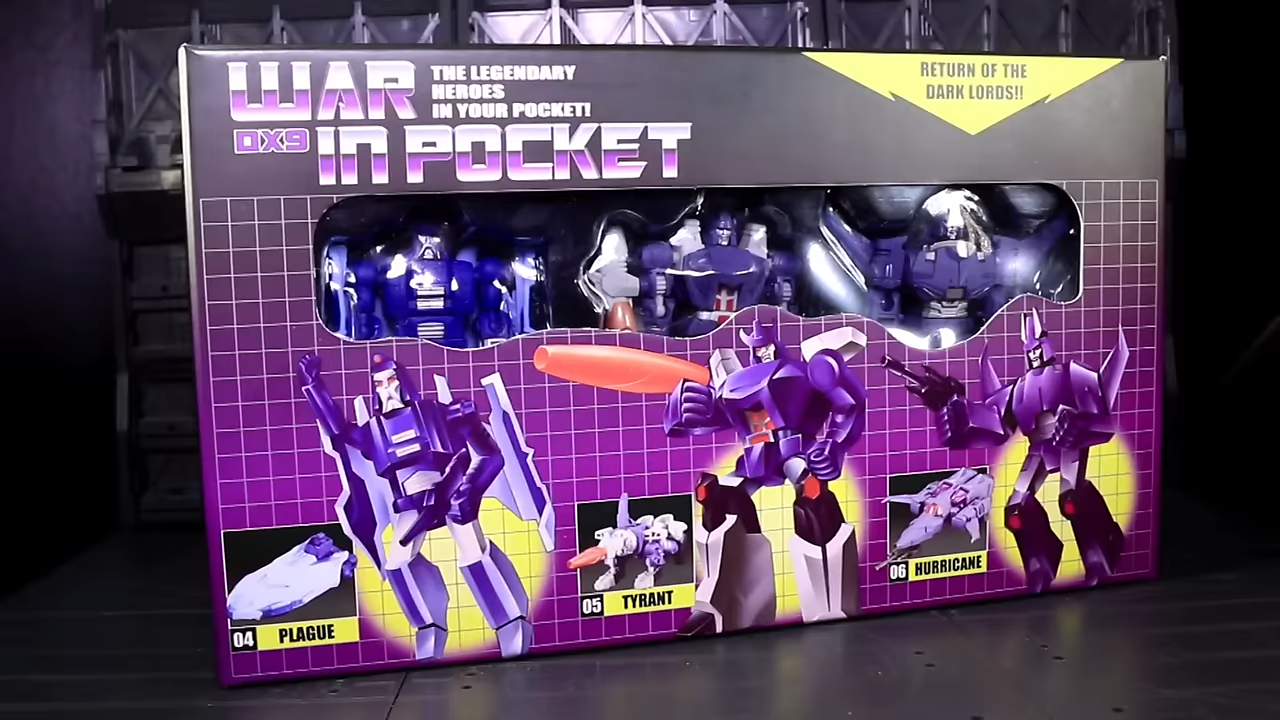 WAR
THE LEGENDARY
HEROES
IN YOUR POCKET!
DX9
IN POCKET
RETURN OF THE
DARK LORDS!!
04 PLAGUE
05 TYRANT
06 HURRICANE